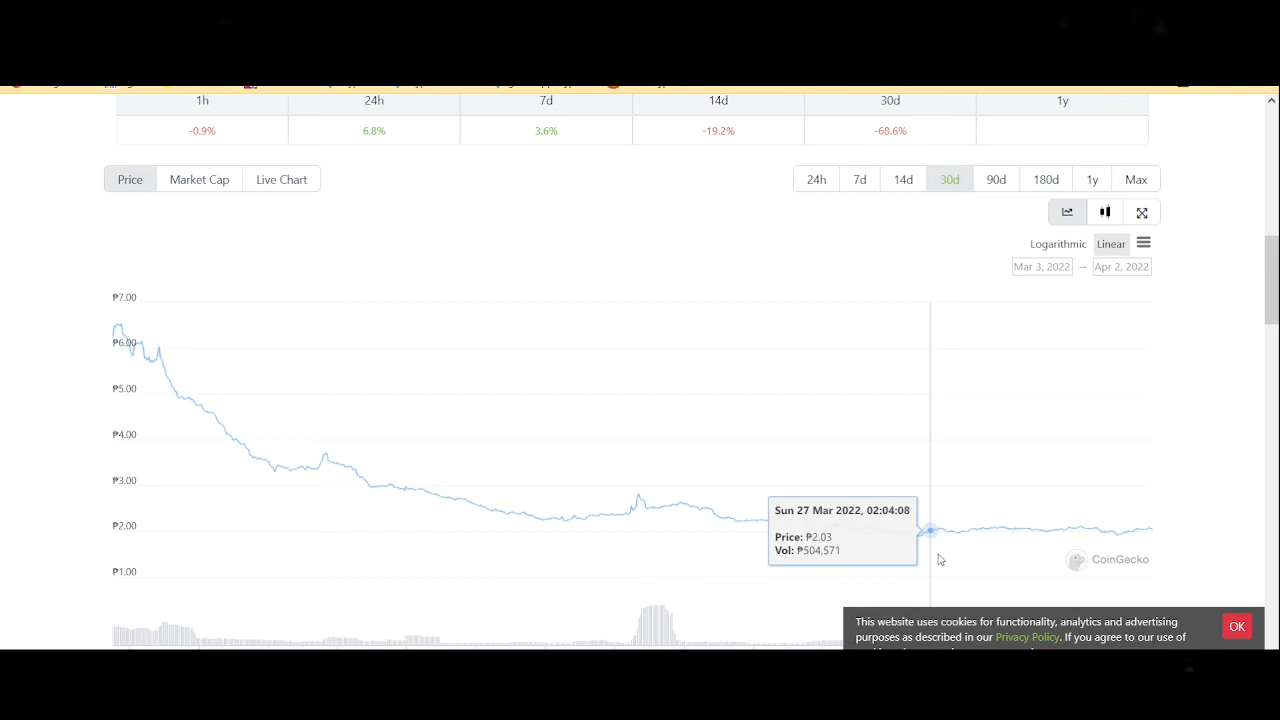 1h 24h 7d 14d 30d 1y
-0.9% 6.8% 3.6% -19.2% -68.6%
Price Market Cap Live Chart 24h 7d 14d 30d 90d 180d 1y Max
Logarithmic Linear
Mar 3, 2022 → Apr 2, 2022
₱7.00
₱6.00
₱5.00
₱4.00
₱3.00
₱2.00
₱1.00
Sun 27 Mar 2022, 02:04:08
Price: ₱2.03
Vol: ₱504,571
CoinGecko
This website uses cookies for functionality, analytics and advertising
purposes as described in our Privacy Policy. If you agree to our use of
OK